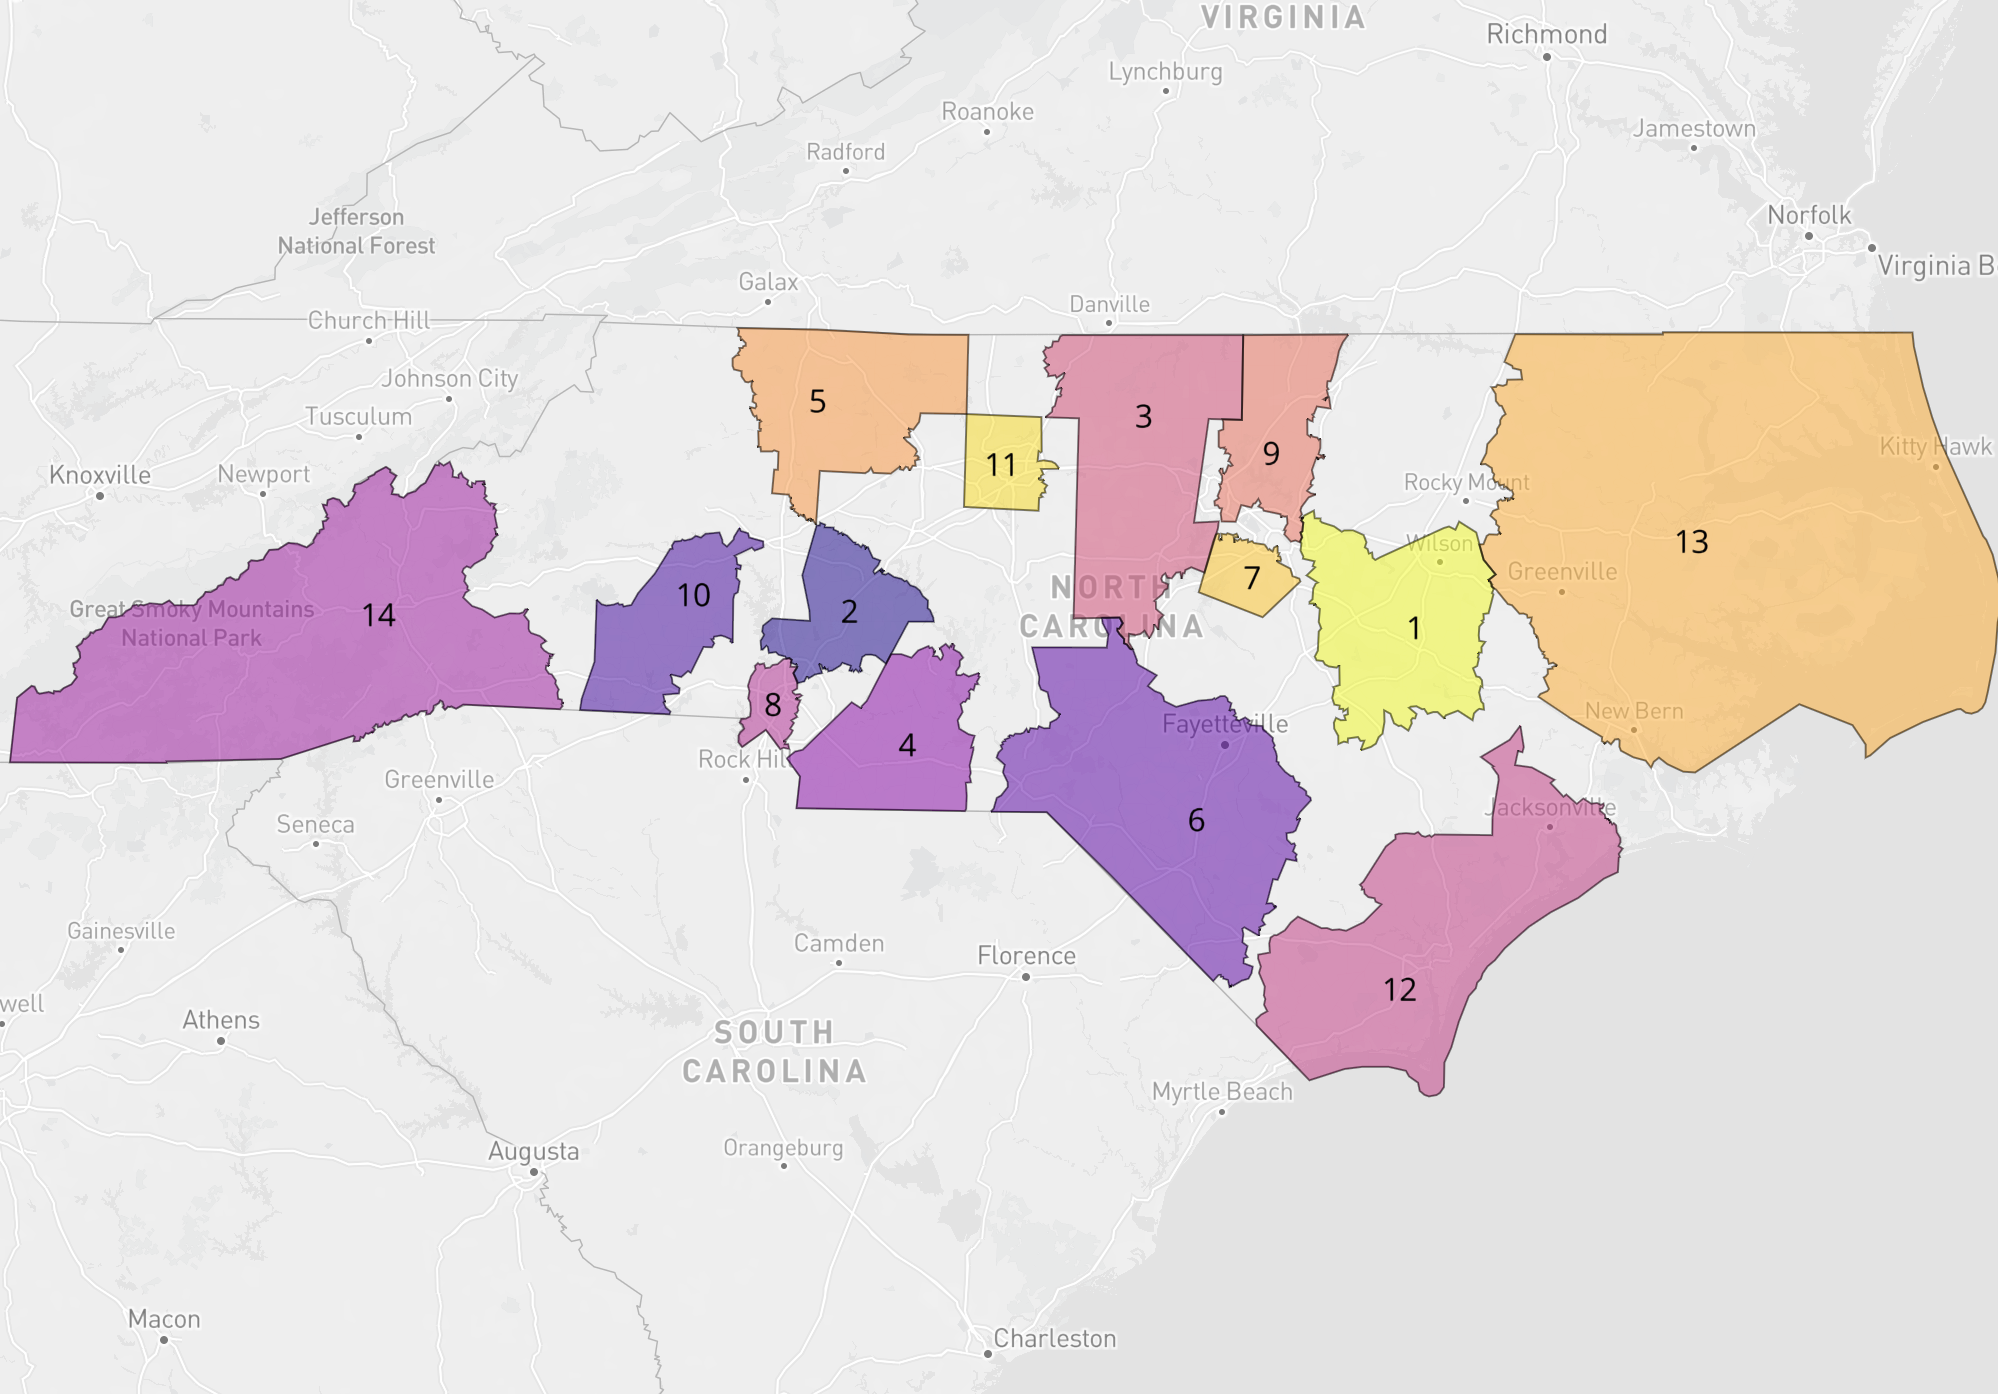 VIRGINIA
Richmond
Lynchburg
Roanoke
Jamestown
Radford
Jefferson
National Forest
Norfolk
Virginia B
Galax
Danville
Church Hill
Johnson City
Tusculum
5
3
9
Kitty Hawk
Knoxville
Newport
11
Rocky Mount
Wilson
13
7
Greenville
10
NORTH
CAROLINA
Great Smoky Mountains
National Park
14
2
1
8
4
Fayetteville
New Bern
Rock Hil
Greenville
6
Jacksonville
Seneca
Gainesville
Camden
Florence
12
well
Athens
SOUTH
CAROLINA
Myrtle Beach
Augusta
Orangeburg
Macon
Charleston